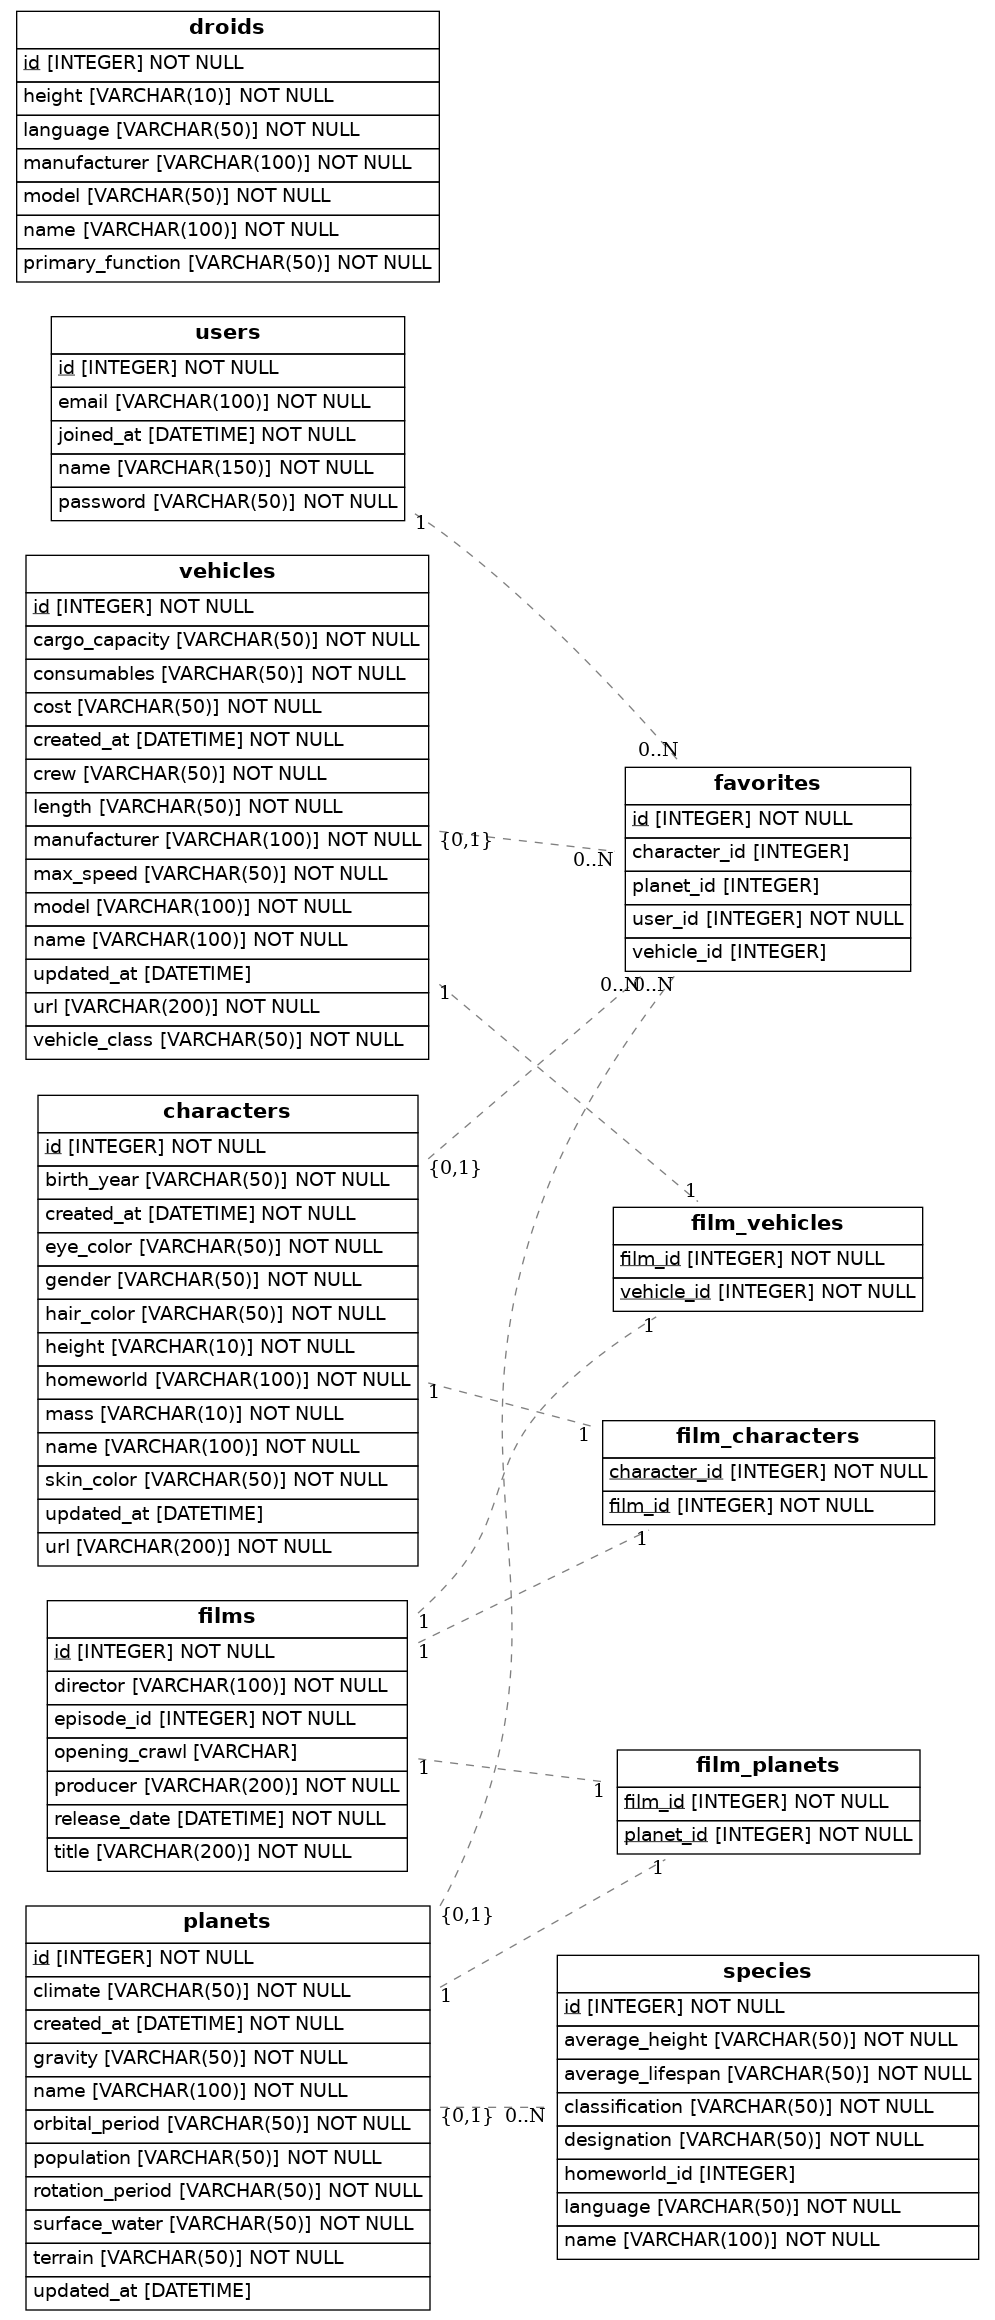 droids
id [INTEGER] NOT NULL
height [VARCHAR(10)] NOT NULL
language [VARCHAR(50)] NOT NULL
manufacturer [VARCHAR(100)] NOT NULL
model [VARCHAR(50)] NOT NULL
name [VARCHAR(100)] NOT NULL
primary_function [VARCHAR(50)] NOT NULL
users
id [INTEGER] NOT NULL
email [VARCHAR(100)] NOT NULL
joined_at [DATETIME] NOT NULL
name [VARCHAR(150)] NOT NULL
password [VARCHAR(50)] NOT NULL
1
0..N
vehicles
id [INTEGER] NOT NULL
cargo_capacity [VARCHAR(50)] NOT NULL
consumables [VARCHAR(50)] NOT NULL
cost [VARCHAR(50)] NOT NULL
created_at [DATETIME] NOT NULL
crew [VARCHAR(50)] NOT NULL
length [VARCHAR(50)] NOT NULL
manufacturer [VARCHAR(100)] NOT NULL
max_speed [VARCHAR(50)] NOT NULL
model [VARCHAR(100)] NOT NULL
name [VARCHAR(100)] NOT NULL
updated_at [DATETIME]
url [VARCHAR(200)] NOT NULL
vehicle_class [VARCHAR(50)] NOT NULL
{0,1}
0..N
1
favorites
id [INTEGER] NOT NULL
character_id [INTEGER]
planet_id [INTEGER]
user_id [INTEGER] NOT NULL
vehicle_id [INTEGER]
0..N
0..N
characters
id [INTEGER] NOT NULL
birth_year [VARCHAR(50)] NOT NULL
created_at [DATETIME] NOT NULL
eye_color [VARCHAR(50)] NOT NULL
gender [VARCHAR(50)] NOT NULL
hair_color [VARCHAR(50)] NOT NULL
height [VARCHAR(10)] NOT NULL
homeworld [VARCHAR(100)] NOT NULL
mass [VARCHAR(10)] NOT NULL
name [VARCHAR(100)] NOT NULL
skin_color [VARCHAR(50)] NOT NULL
updated_at [DATETIME]
url [VARCHAR(200)] NOT NULL
{0,1}
1
film_vehicles
film_id [INTEGER] NOT NULL
vehicle_id [INTEGER] NOT NULL
1
1
1
film_characters
character_id [INTEGER] NOT NULL
film_id [INTEGER] NOT NULL
1
films
id [INTEGER] NOT NULL
director [VARCHAR(100)] NOT NULL
episode_id [INTEGER] NOT NULL
opening_crawl [VARCHAR]
producer [VARCHAR(200)] NOT NULL
release_date [DATETIME] NOT NULL
title [VARCHAR(200)] NOT NULL
1
1
1
1
film_planets
film_id [INTEGER] NOT NULL
planet_id [INTEGER] NOT NULL
1
planets
id [INTEGER] NOT NULL
climate [VARCHAR(50)] NOT NULL
created_at [DATETIME] NOT NULL
gravity [VARCHAR(50)] NOT NULL
name [VARCHAR(100)] NOT NULL
orbital_period [VARCHAR(50)] NOT NULL
population [VARCHAR(50)] NOT NULL
rotation_period [VARCHAR(50)] NOT NULL
surface_water [VARCHAR(50)] NOT NULL
terrain [VARCHAR(50)] NOT NULL
updated_at [DATETIME]
{0,1}
1
{0,1}
0..N
species
id [INTEGER] NOT NULL
average_height [VARCHAR(50)] NOT NULL
average_lifespan [VARCHAR(50)] NOT NULL
classification [VARCHAR(50)] NOT NULL
designation [VARCHAR(50)] NOT NULL
homeworld_id [INTEGER]
language [VARCHAR(50)] NOT NULL
name [VARCHAR(100)] NOT NULL